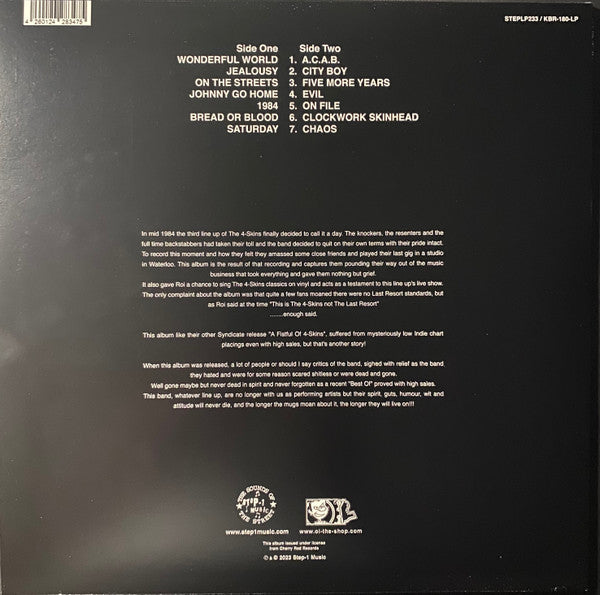 4 260124 283475
STEPLP233 / KBR-180-LP
Side One Side Two
WONDERFUL WORLD 1. A.C.A.B.
JEALOUSY 2. CITY BOY
ON THE STREETS 3. FIVE MORE YEARS
JOHNNY GO HOME 4. EVIL
1984 5. ON FILE
BREAD OR BLOOD 6. CLOCKWORK SKINHEAD
SATURDAY 7. CHAOS
In mid 1984 the third line up of The 4-Skins finally decided to call it a day. The knockers, the resenters and the
full time backstabbers had taken their toll and the band decided to quit on their own terms with their pride intact.
To record this moment and how they felt they amassed some close friends and played their last gig in a studio
in Waterloo. This album is the result of that recording and captures them pounding their way out of the music
business that took everything and gave them nothing but grief.
It also gave Roi a chance to sing The 4-Skins classics on vinyl and acts as a testament to this line up's live show.
The only complaint about the album was that quite a few fans moaned there were no Last Resort standards, but
as Roi said at the time "This is The 4-Skins not The Last Resort"
........enough said.
This album like their other Syndicate release "A Fistful Of 4-Skins", suffered from mysteriously low Indie chart
placings even with high sales, but that's another story!
When this album was released, a lot of people or should I say critics of the band, sighed with relief as the band
they hated and were for some reason scared shitless or were dead and gone.
Well gone maybe but never dead in spirit and never forgotten as a recent "Best Of" proved with high sales.
This band, whatever line up, are no longer with us as performing artists but their spirit, guts, humour, wit and
attitude will never die, and the longer the mugs moan about it, the longer they will live on!!!
THE SOUNDS OF
STEP-1
MUSIC
THE STREET
www.step1music.com www.oi-the-shop.com
This album issued under license
from Cherry Red Records
℗ & © 2023 Step-1 Music